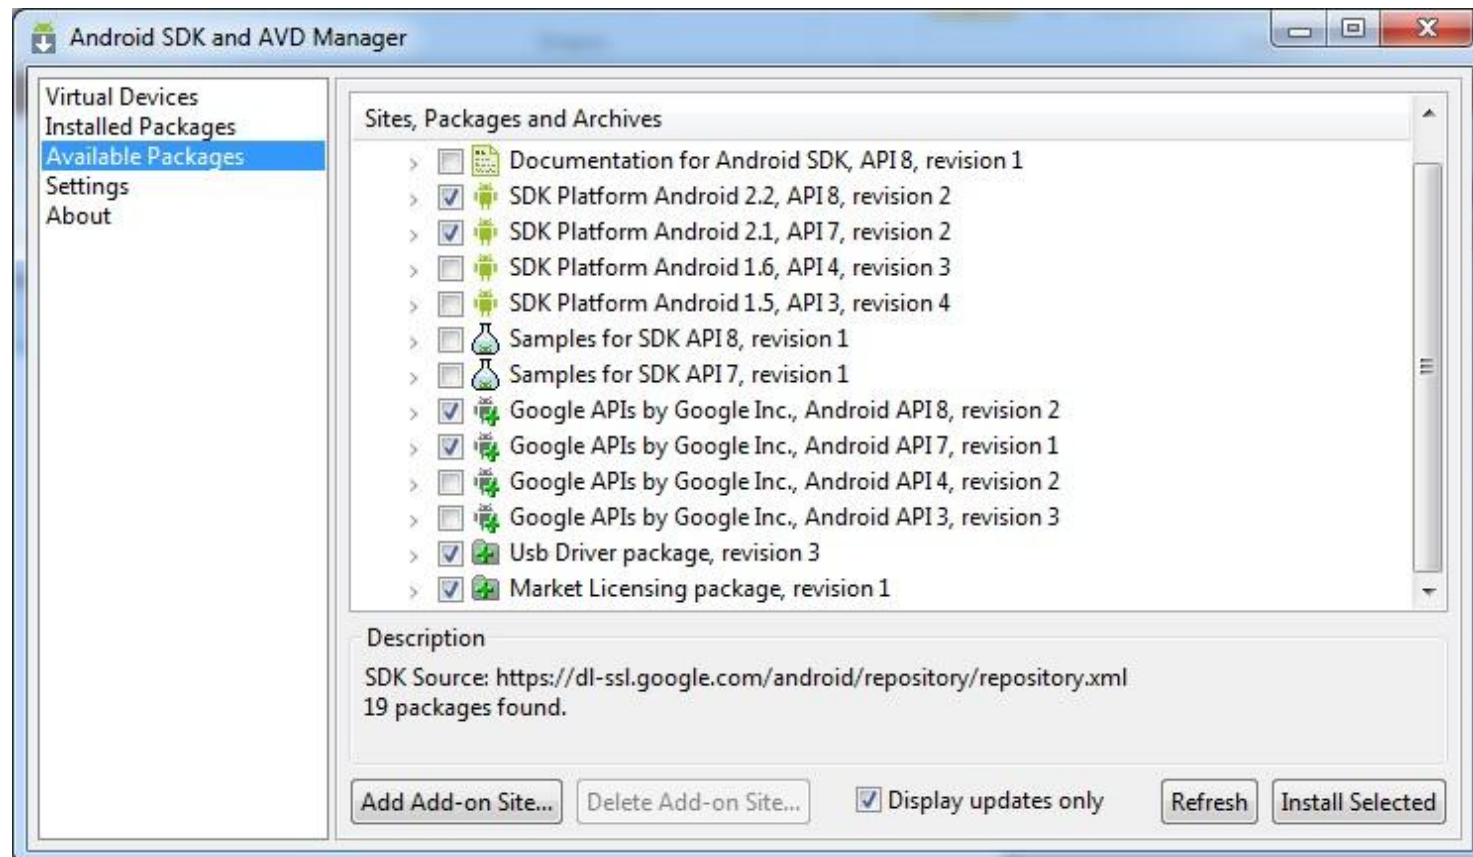 Android SDK and AVD Manager
Virtual Devices
Installed Packages
Available Packages
Settings
About
Sites, Packages and Archives
Documentation for Android SDK, API 8, revision 1
SDK Platform Android 2.2, API 8, revision 2
SDK Platform Android 2.1, API 7, revision 2
SDK Platform Android 1.6, API 4, revision 3
SDK Platform Android 1.5, API 3, revision 4
Samples for SDK API 8, revision 1
Samples for SDK API 7, revision 1
Google APIs by Google Inc., Android API 8, revision 2
Google APIs by Google Inc., Android API 7, revision 1
Google APIs by Google Inc., Android API 4, revision 2
Google APIs by Google Inc., Android API 3, revision 3
Usb Driver package, revision 3
Market Licensing package, revision 1
Description
SDK Source: https://dl-ssl.google.com/android/repository/repository.xml
19 packages found.
Add Add-on Site... Delete Add-on Site... Display updates only Refresh Install Selected